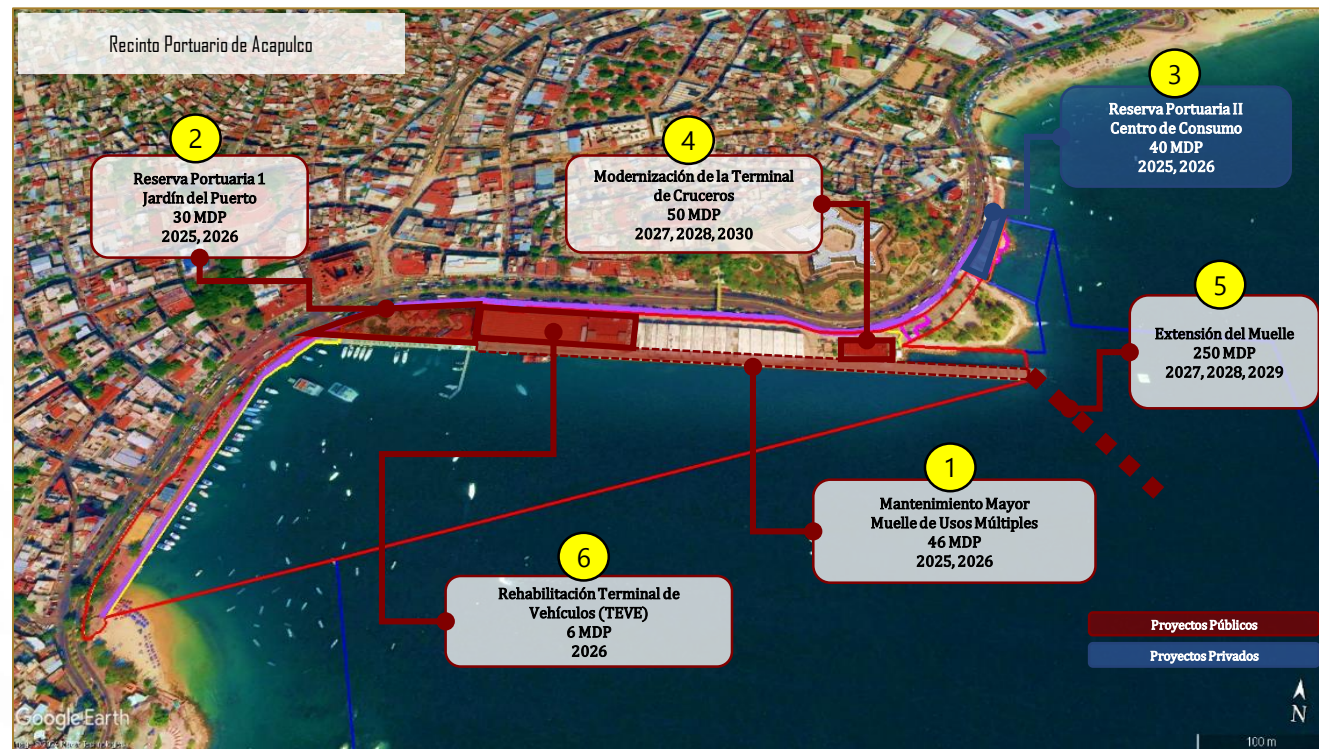 Recinto Portuario de Acapulco
2
Reserva Portuaria 1
Jardín del Puerto
30 MDP
2025, 2026
4
Modernización de la Terminal
de Cruceros
50 MDP
2027, 2028, 2030
3
Reserva Portuaria II
Centro de Consumo
40 MDP
2025, 2026
5
Extensión del Muelle
250 MDP
2027, 2028, 2029
1
Mantenimiento Mayor
Muelle de Usos Múltiples
46 MDP
2025, 2026
6
Rehabilitación Terminal de
Vehículos (TEVE)
6 MDP
2026
Proyectos Públicos
Proyectos Privados
Google Earth
N
100 m